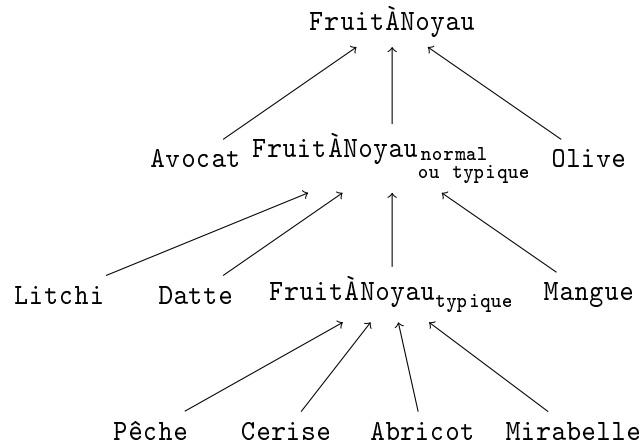 FruitÀNoyau
Avocat FruitÀNoyau normal Olive
ou typique
Litchi Datte FruitÀNoyau typique Mangue
Pêche Cerise Abricot Mirabelle